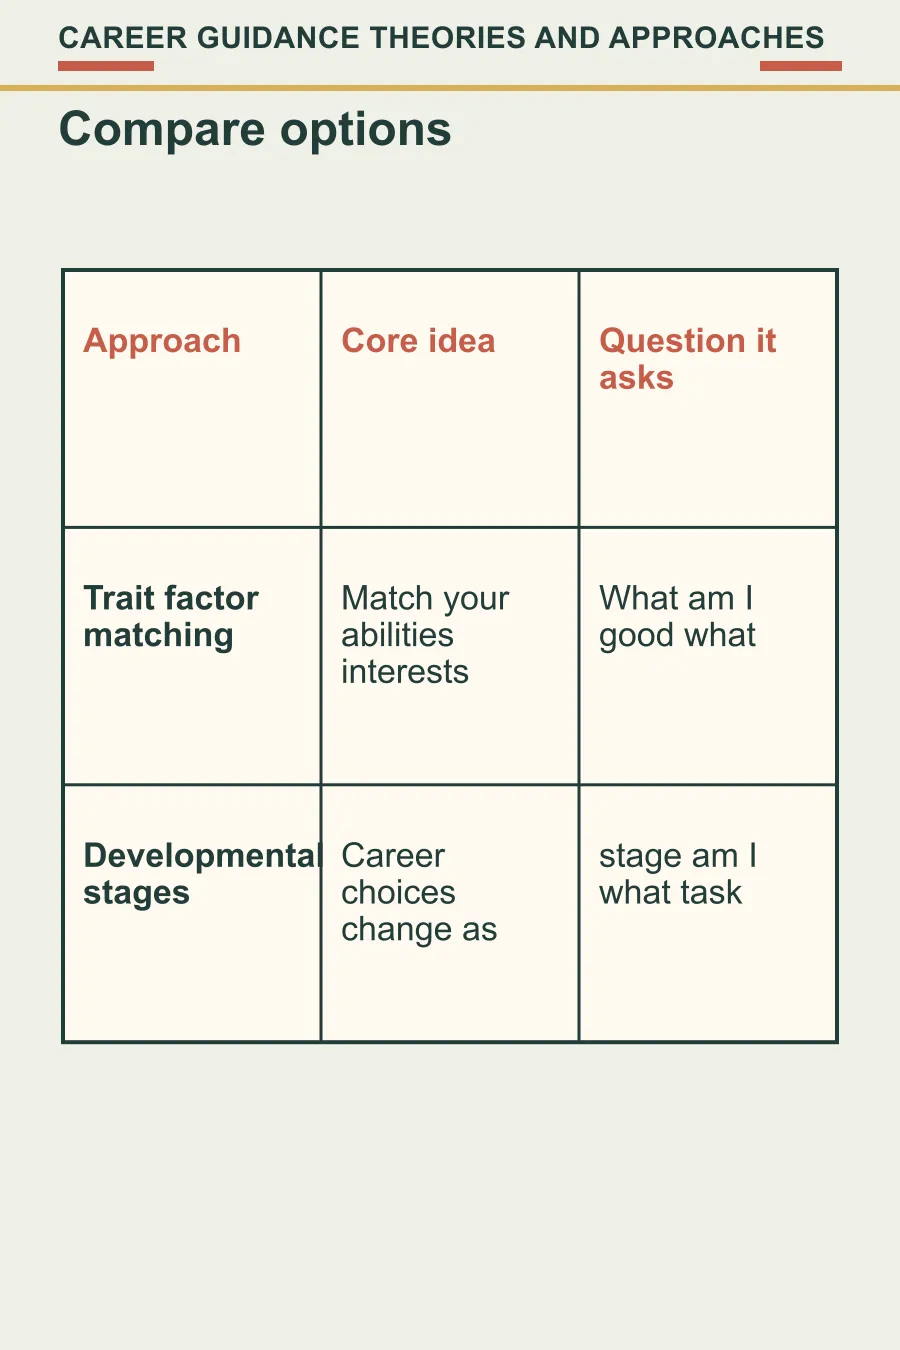 CAREER GUIDANCE THEORIES AND APPROACHES
Compare options
Approach
Core idea
Question it
asks
Trait factor
matching
Match your
abilities
interests
What am I
good what
Developmental
stages
Career
choices
change as
stage am I
what task